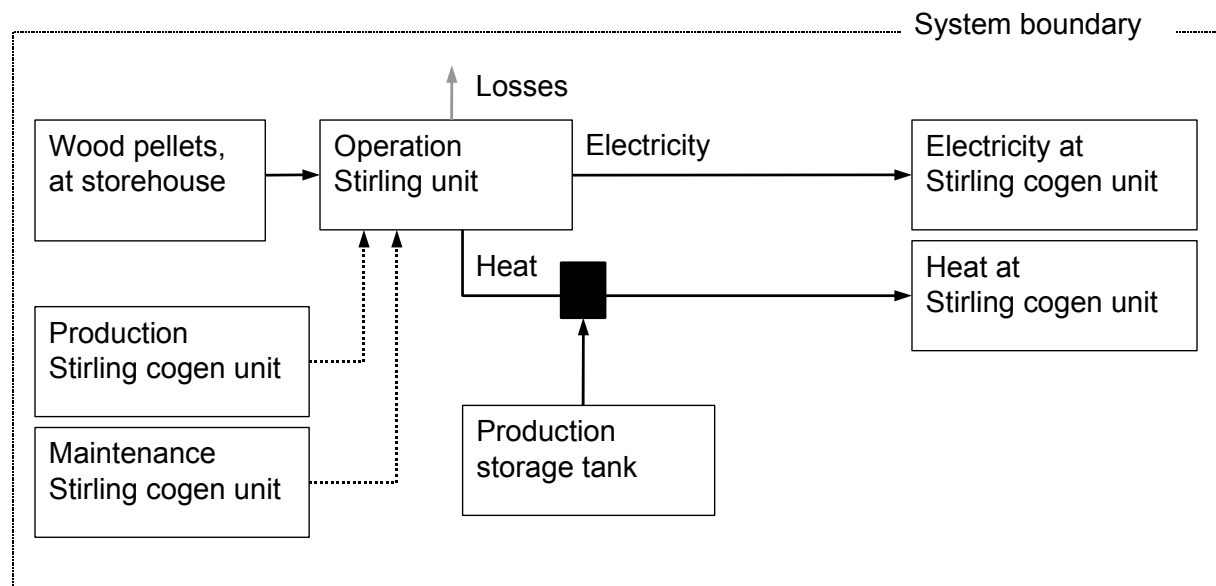 System boundary
Losses
Wood pellets,
at storehouse
Operation
Stirling unit
Electricity
Electricity at
Stirling cogen unit
Heat
Heat at
Stirling cogen unit
Production
Stirling cogen unit
Maintenance
Stirling cogen unit
Production
storage tank